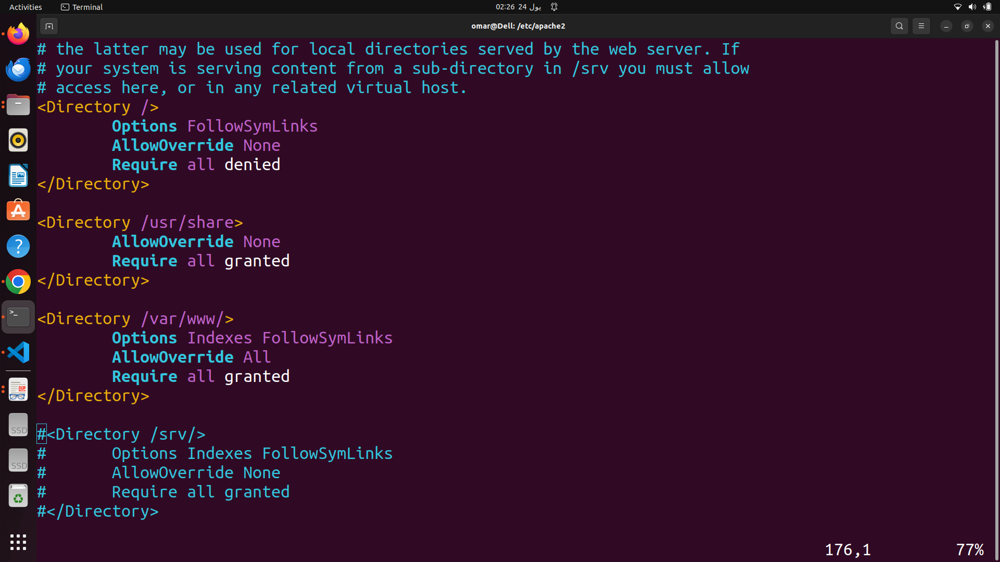 Activities
Terminal
02:26 24 يول
omar@Dell: /etc/apache2
# the latter may be used for local directories served by the web server. If
# your system is serving content from a sub-directory in /srv you must allow
# access here, or in any related virtual host.
<Directory />
        Options FollowSymLinks
        AllowOverride None
        Require all denied
</Directory>

<Directory /usr/share>
        AllowOverride None
        Require all granted
</Directory>

<Directory /var/www/>
        Options Indexes FollowSymLinks
        AllowOverride All
        Require all granted
</Directory>

#<Directory /srv/>
#       Options Indexes FollowSymLinks
#       AllowOverride None
#       Require all granted
#</Directory>
SSD
SSD
176,1
77%